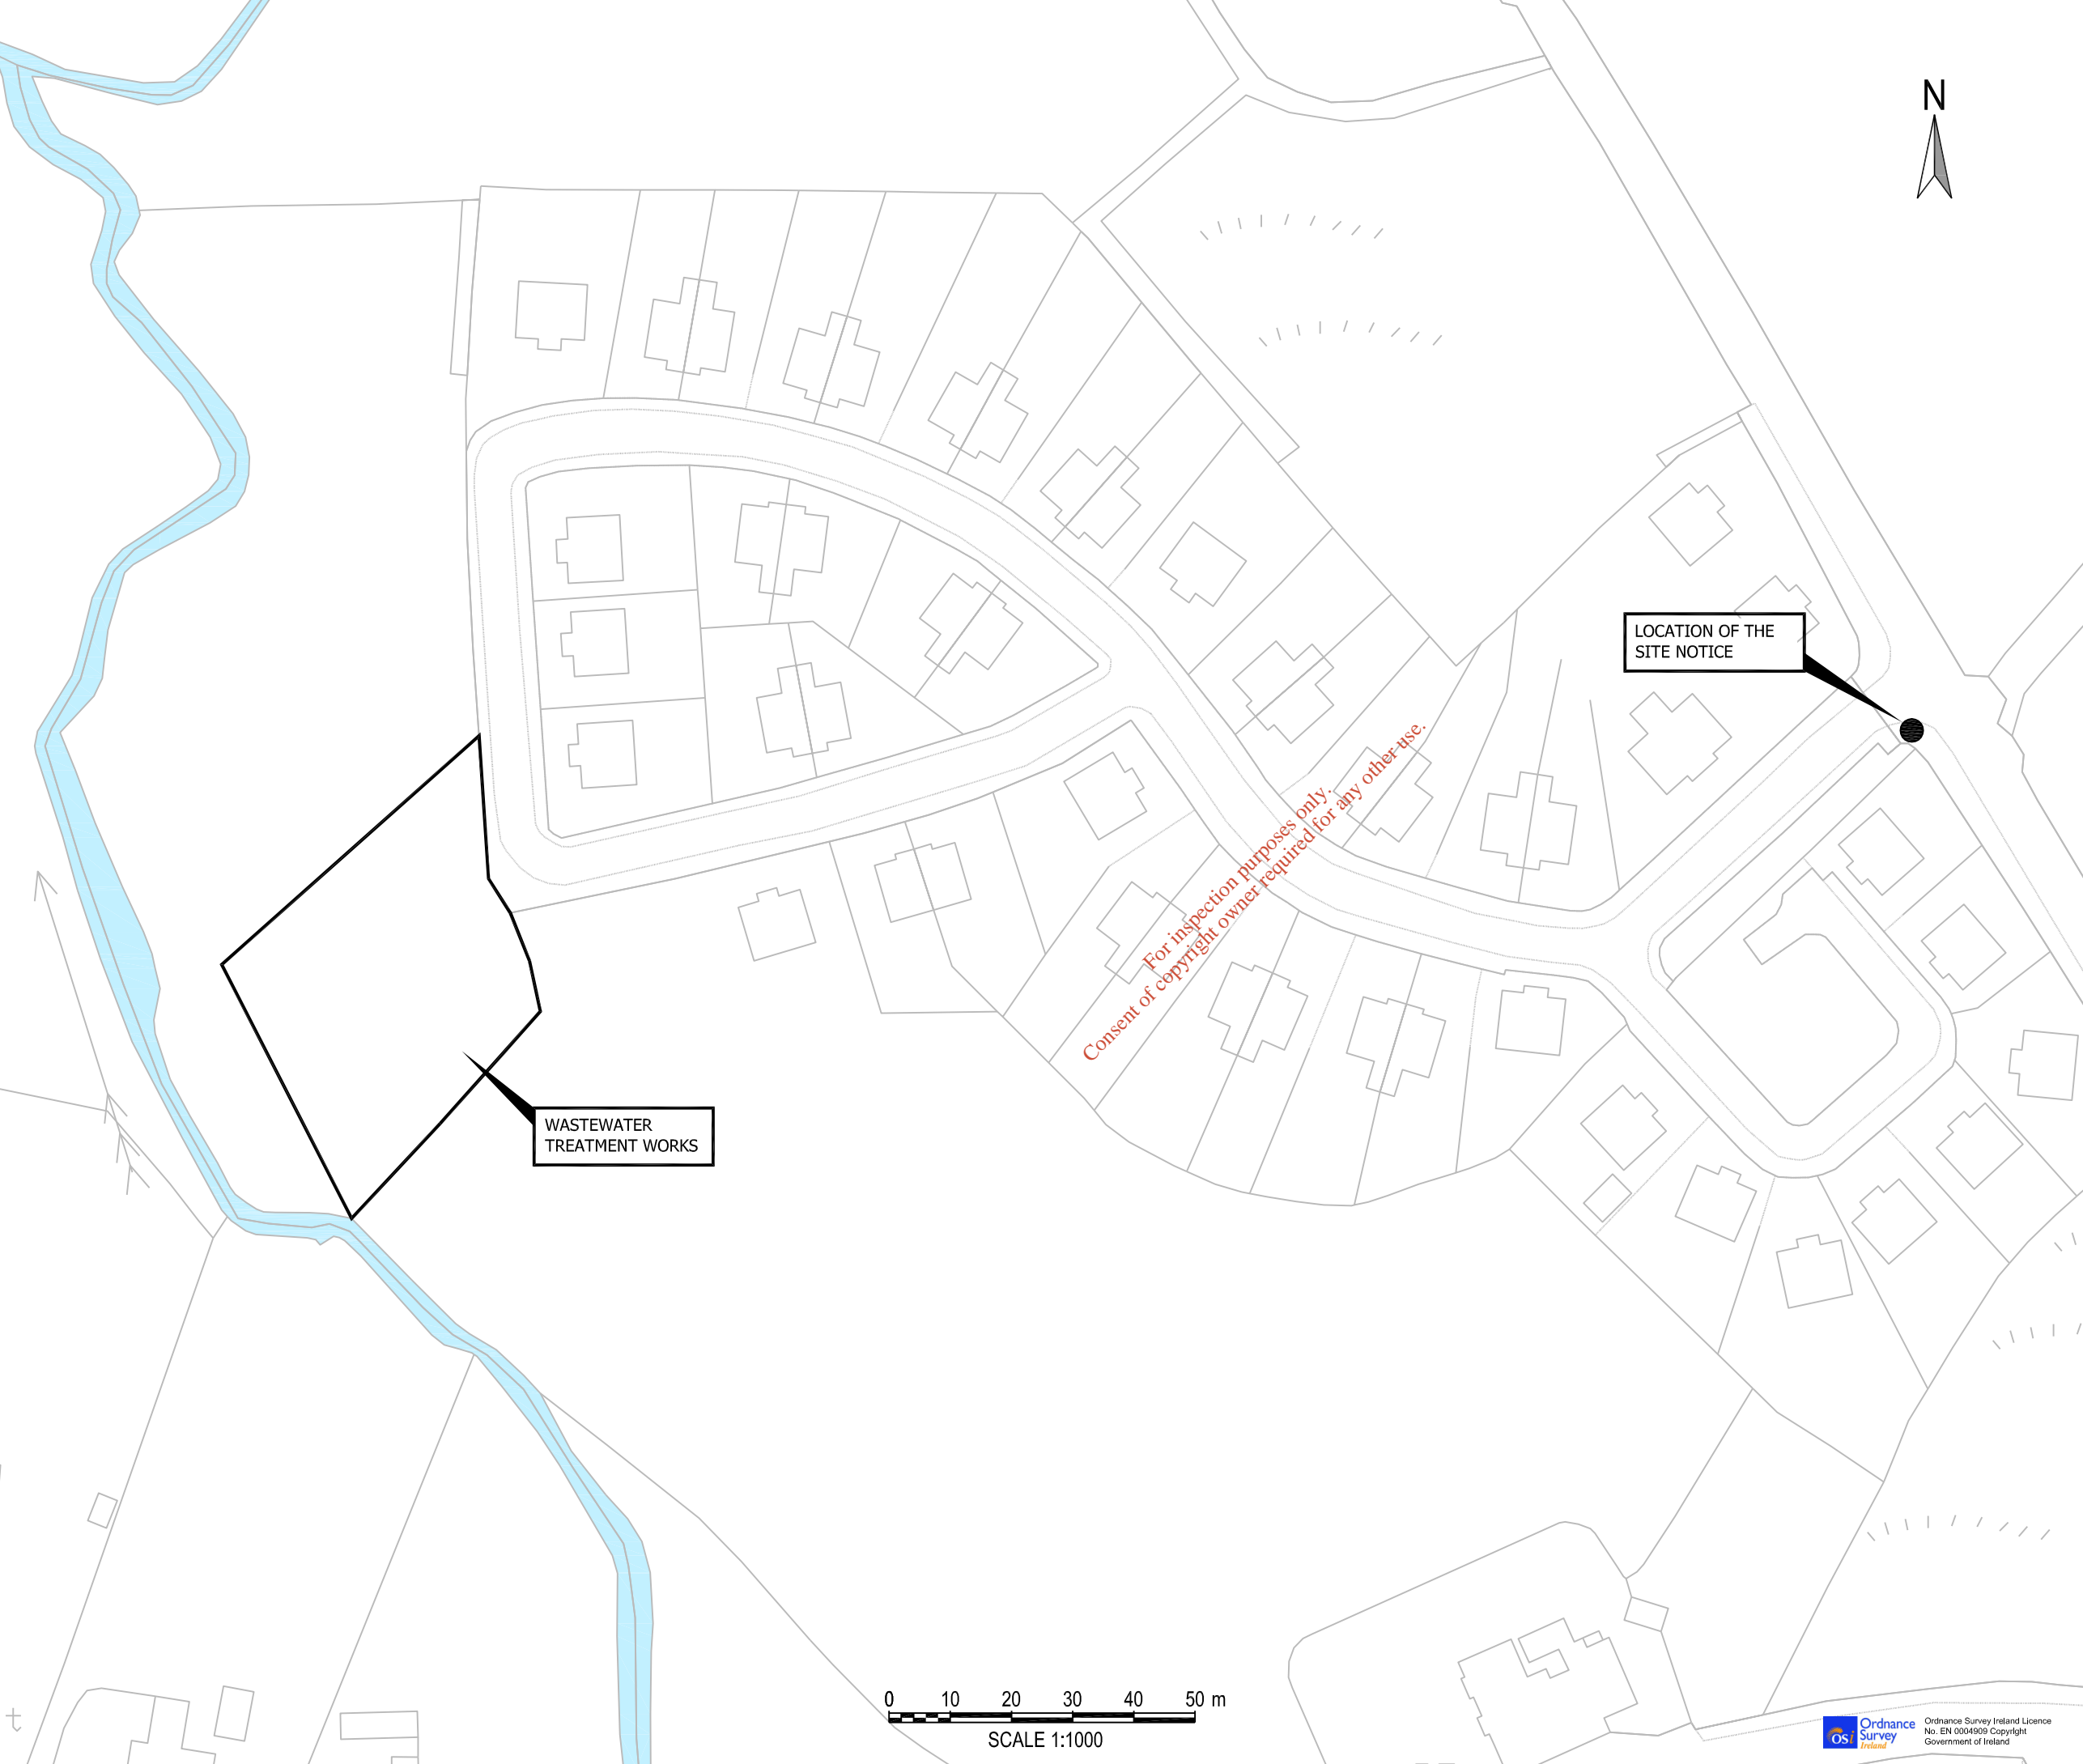 N
LOCATION OF THE
SITE NOTICE
For inspection purposes only.
Consent of copyright owner required for any other use.
WASTEWATER
TREATMENT WORKS
0 10 20 30 40 50 m
SCALE 1:1000
OSi
Ordnance
Survey
Ireland
Ordnance Survey Ireland Licence
No. EN 0004909 Copyright
Government of Ireland